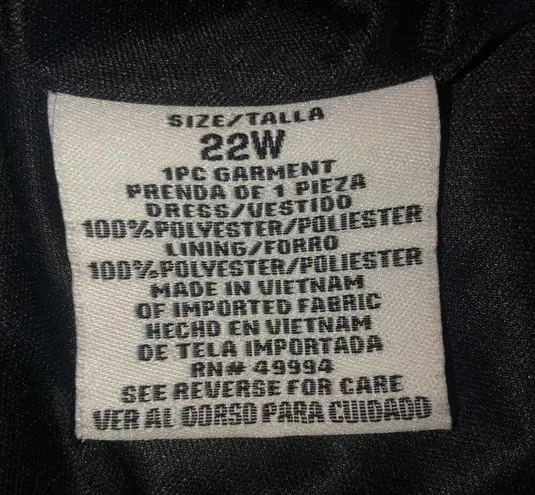 SIZE/TALLA
22W
1PC GARMENT
PRENDA DE 1 PIEZA
DRESS/VESTIDO
100%POLYESTER/POLIESTER
LINING/FORRO
100%POLYESTER/POLIESTER
MADE IN VIETNAM
OF IMPORTED FABRIC
HECHO EN VIETNAM
DE TELA IMPORTADA
RN# 49994
SEE REVERSE FOR CARE
VER AL DORSO PARA CUIDADO